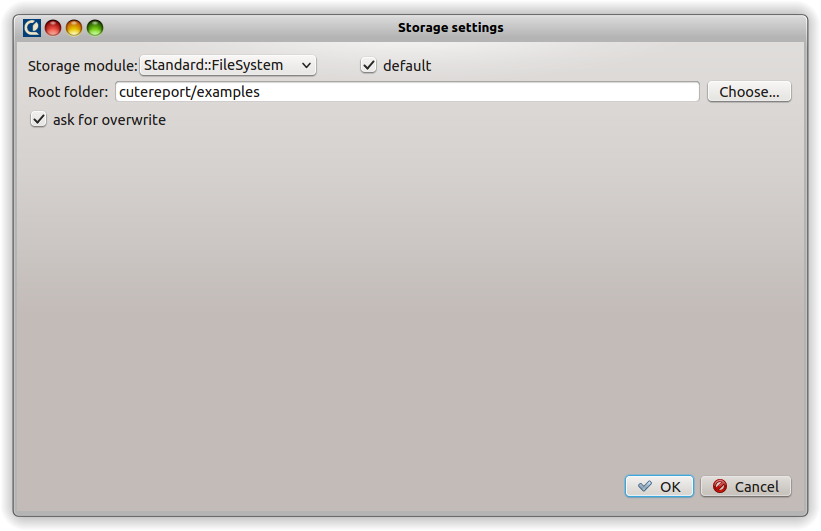 Storage settings
Storage module: Standard::FileSystem default
Root folder: cutereport/examples Choose...
ask for overwrite
OK Cancel